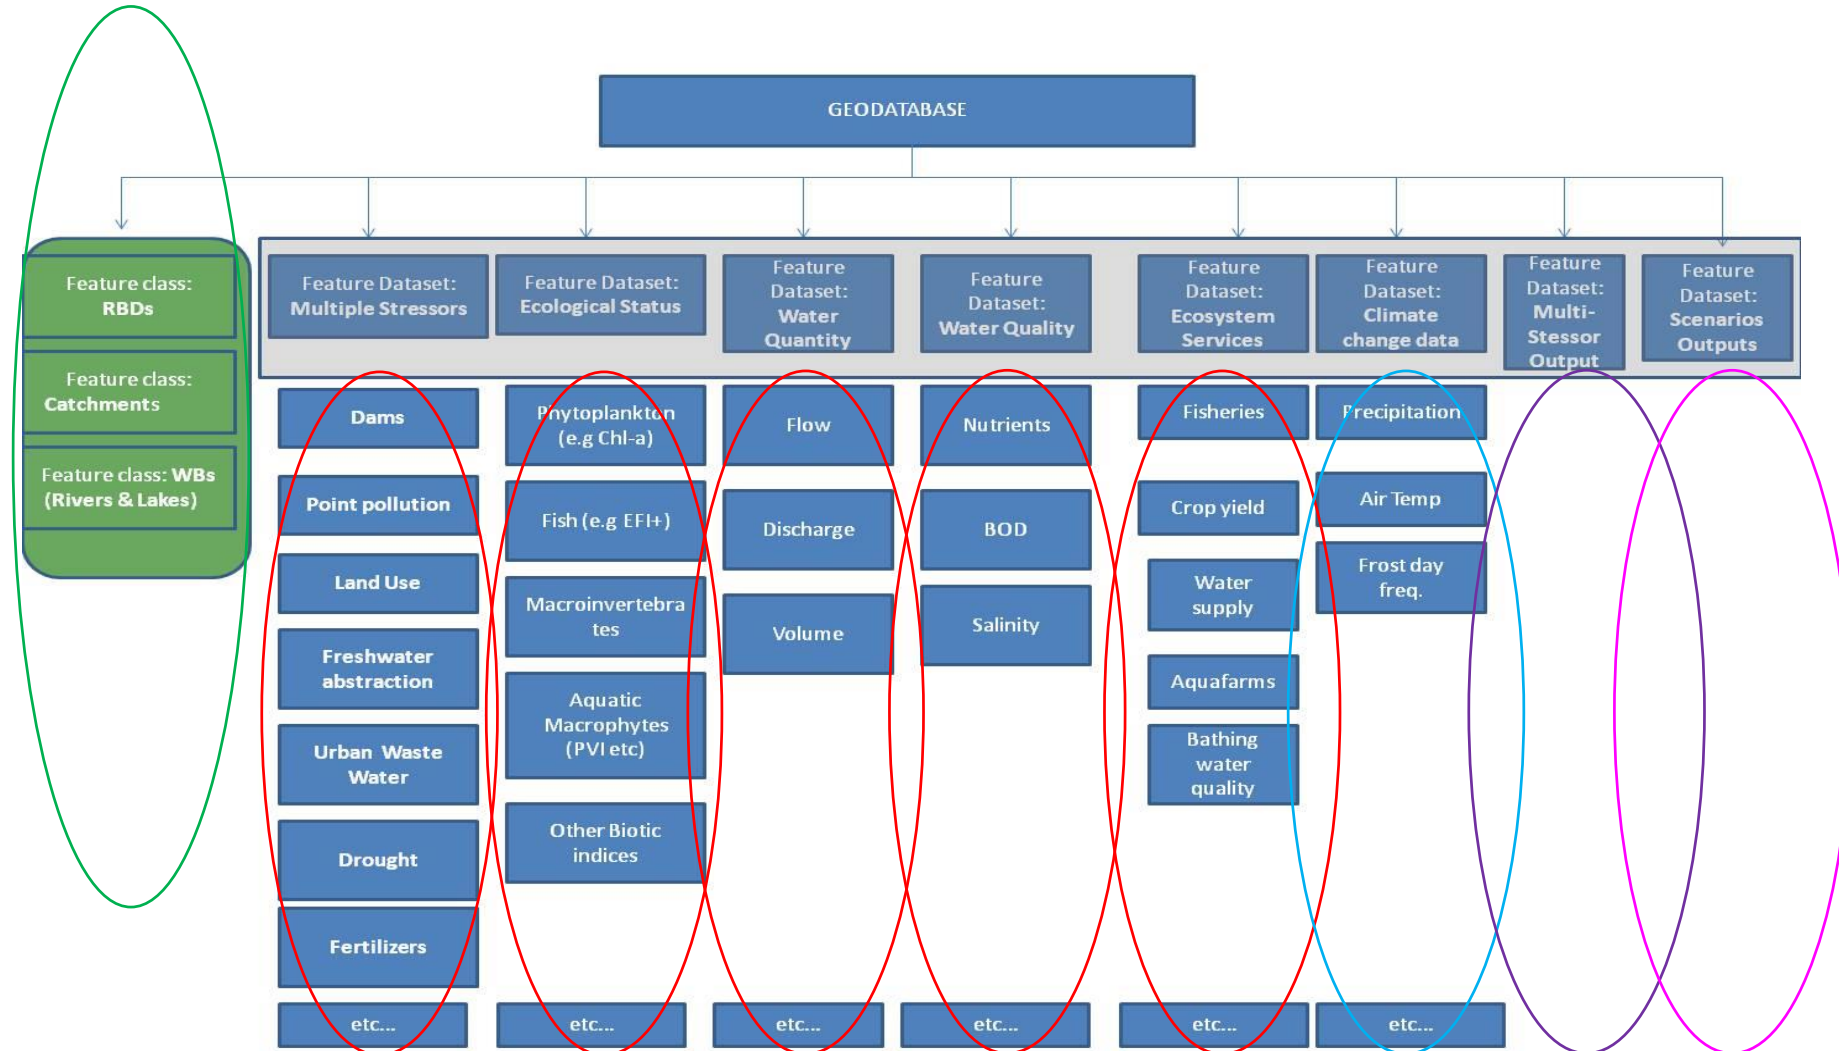 GEODATABASE
Feature class:
RBDs
Feature class:
Catchments
Feature class: WBs
(Rivers & Lakes)
Feature Dataset:
Multiple Stressors
Feature Dataset:
Ecological Status
Feature
Dataset:
Water
Quantity
Feature
Dataset:
Water Quality
Feature
Dataset:
Ecosystem
Services
Feature
Dataset:
Climate
change data
Feature
Dataset:
Multi-
Stessor
Output
Feature
Dataset:
Scenarios
Outputs
Dams
Point pollution
Land Use
Freshwater
abstraction
Urban Waste
Water
Drought
Fertilizers
etc...
Phytoplankton
(e.g Chl-a)
Fish (e.g EFI+)
Macroinvertebra
tes
Aquatic
Macrophytes
(PVI etc)
Other Biotic
indices
etc...
Flow
Discharge
Volume
etc...
Nutrients
BOD
Salinity
etc...
Fisheries
Crop yield
Water
supply
Aquafarms
Bathing
water
quality
etc...
Precipitation
Air Temp
Frost day
freq.
etc...